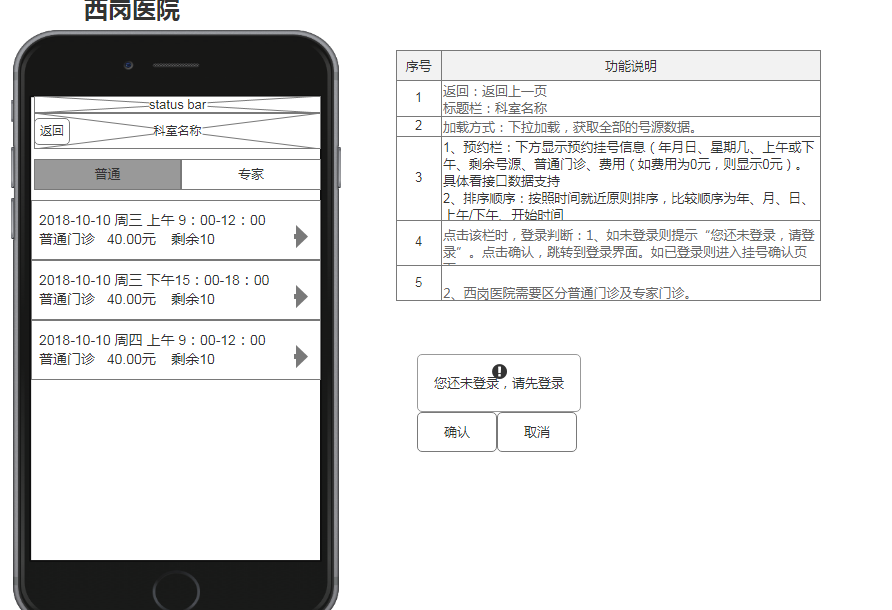 西岗医院
status bar
返回
科室名称
普通
专家
2018-10-10 周三 上午 9：00-12：00
普通门诊 40.00元 剩余10
2018-10-10 周三 下午15：00-18：00
普通门诊 40.00元 剩余10
2018-10-10 周四 上午 9：00-12：00
普通门诊 40.00元 剩余10
序号 功能说明
1
返回：返回上一页
标题栏：科室名称
2 加载方式：下拉加载，获取全部的号源数据。
3
1、预约栏：下方显示预约挂号信息（年月日、星期几、上午或下
午、剩余号源、普通门诊、费用（如费用为0元，则显示0元）。
具体看接口数据支持
2、排序顺序：按照时间就近原则排序，比较顺序为年、月、日、
上午/下午、开始时间
4
点击该栏时，登录判断：1、如未登录则提示“您还未登录，请登
录”。点击确认，跳转到登录界面。如已登录则进入挂号确认页
5
2、西岗医院需要区分普通门诊及专家门诊。
您还未登录，请先登录
确认
取消